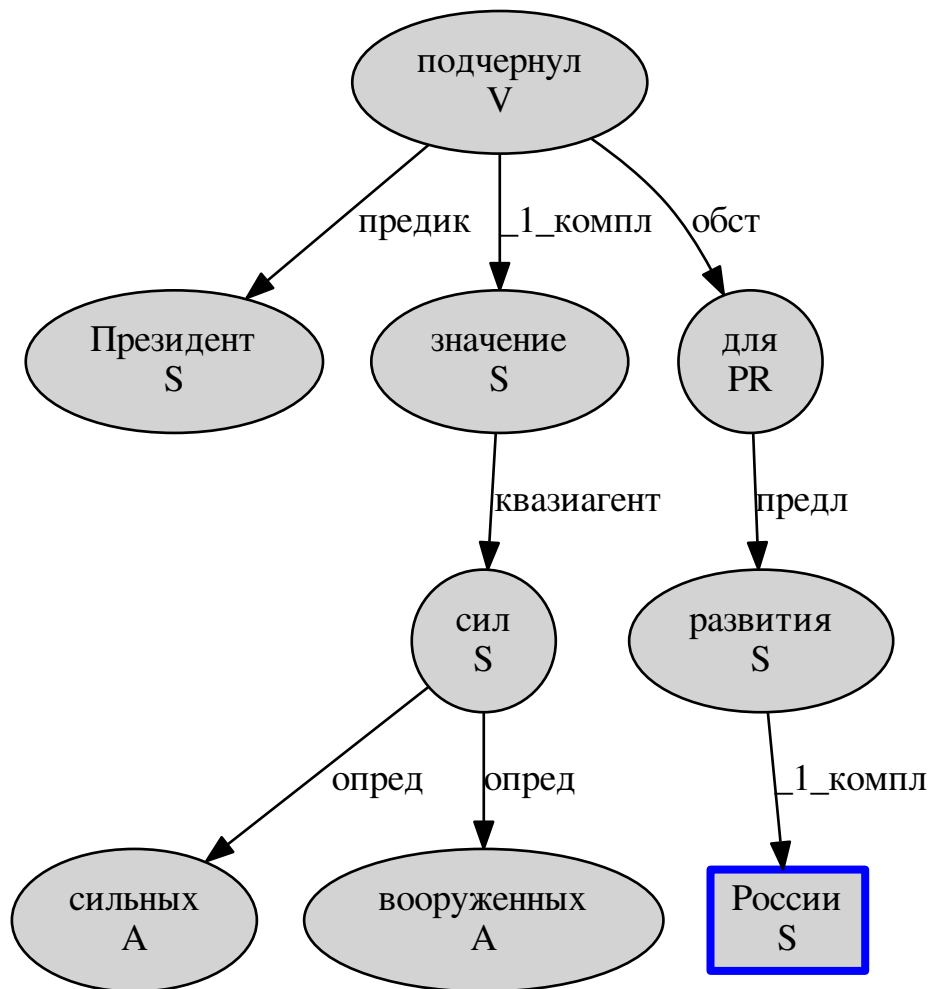 подчернул
V
предик
_1_компл
обст
Президент
S
значение
S
для
PR
квазиагент
предл
сил
S
развития
S
опред
опред
_1_компл
сильных
A
вооруженных
A
России
S